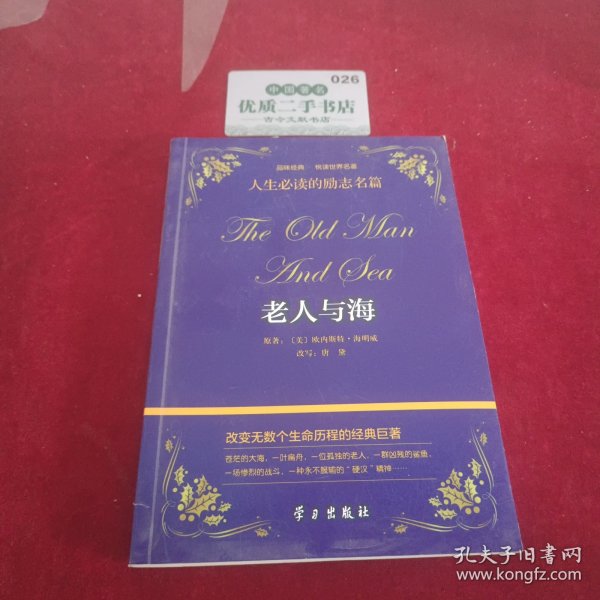 026
中国著名
优质二手书店
古今文献书店
品味经典 悦读世界名著
人生必读的励志名篇
The Old Man
And Sea
老人与海
原著：〔美〕欧内斯特·海明威
改写：唐 黛
改变无数个生命历程的经典巨著
苍茫的大海，一叶扁舟，一位孤独的老人，一群凶残的鲨鱼，
一场惨烈的战斗，一种永不服输的“硬汉”精神……
学习出版社
孔夫子旧书网
www.kongfz.com